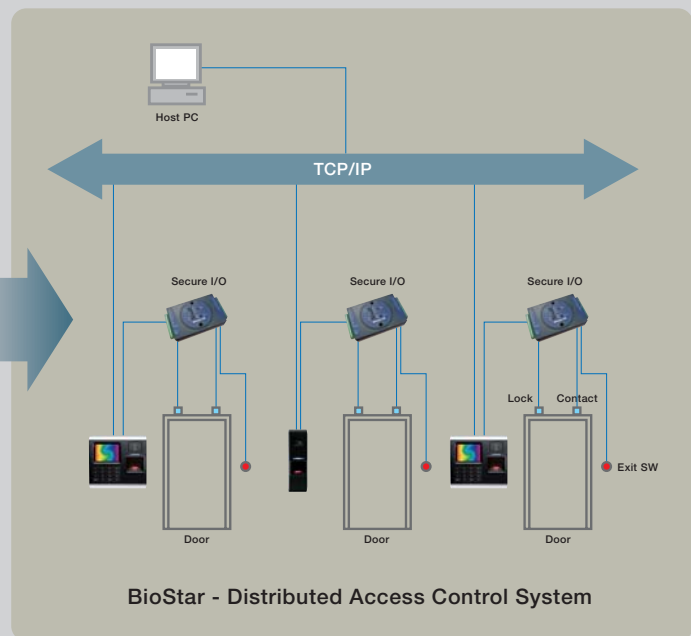 Host PC
TCP/IP
Secure I/O
Secure I/O
Secure I/O
Lock
Contact
Exit SW
Door
Door
Door
BioStar - Distributed Access Control System